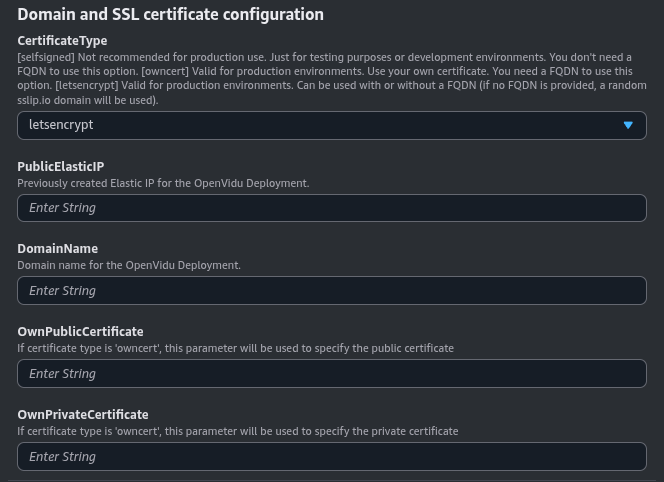 Domain and SSL certificate configuration
CertificateType
[selfsigned] Not recommended for production use. Just for testing purposes or development environments. You don't need a
FQDN to use this option. [owncert] Valid for production environments. Use your own certificate. You need a FQDN to use this
option. [letsencrypt] Valid for production environments. Can be used with or without a FQDN (if no FQDN is provided, a random
sslip.io domain will be used).
letsencrypt
PublicElasticIP
Previously created Elastic IP for the OpenVidu Deployment.
Enter String
DomainName
Domain name for the OpenVidu Deployment.
Enter String
OwnPublicCertificate
If certificate type is 'owncert', this parameter will be used to specify the public certificate
Enter String
OwnPrivateCertificate
If certificate type is 'owncert', this parameter will be used to specify the private certificate
Enter String